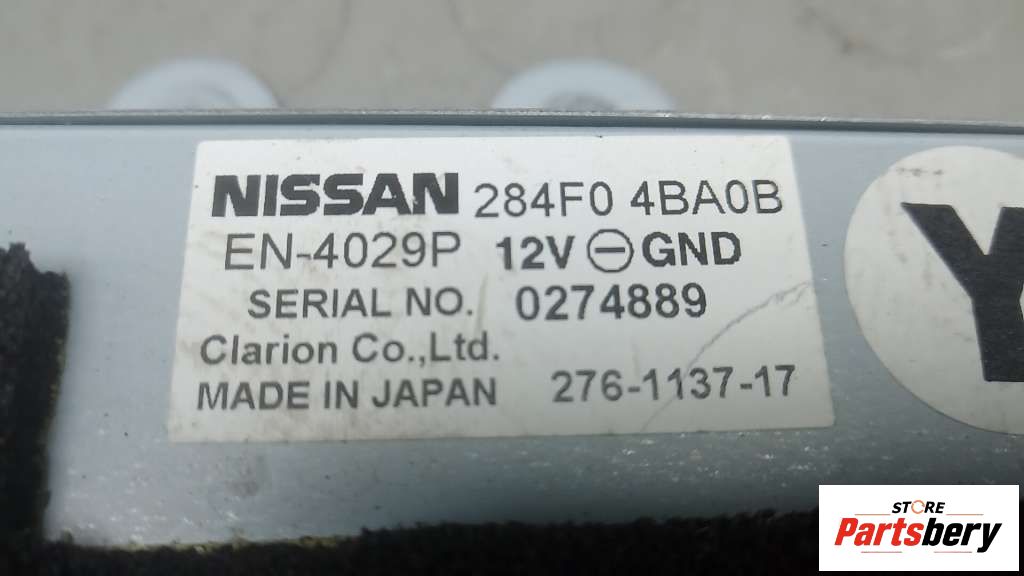 NISSAN 284F0 4BA0B
EN-4029P 12V ⊖ GND
SERIAL NO. 0274889
Clarion Co.,Ltd.
MADE IN JAPAN 276-1137-17
Y
STORE
Partsbery